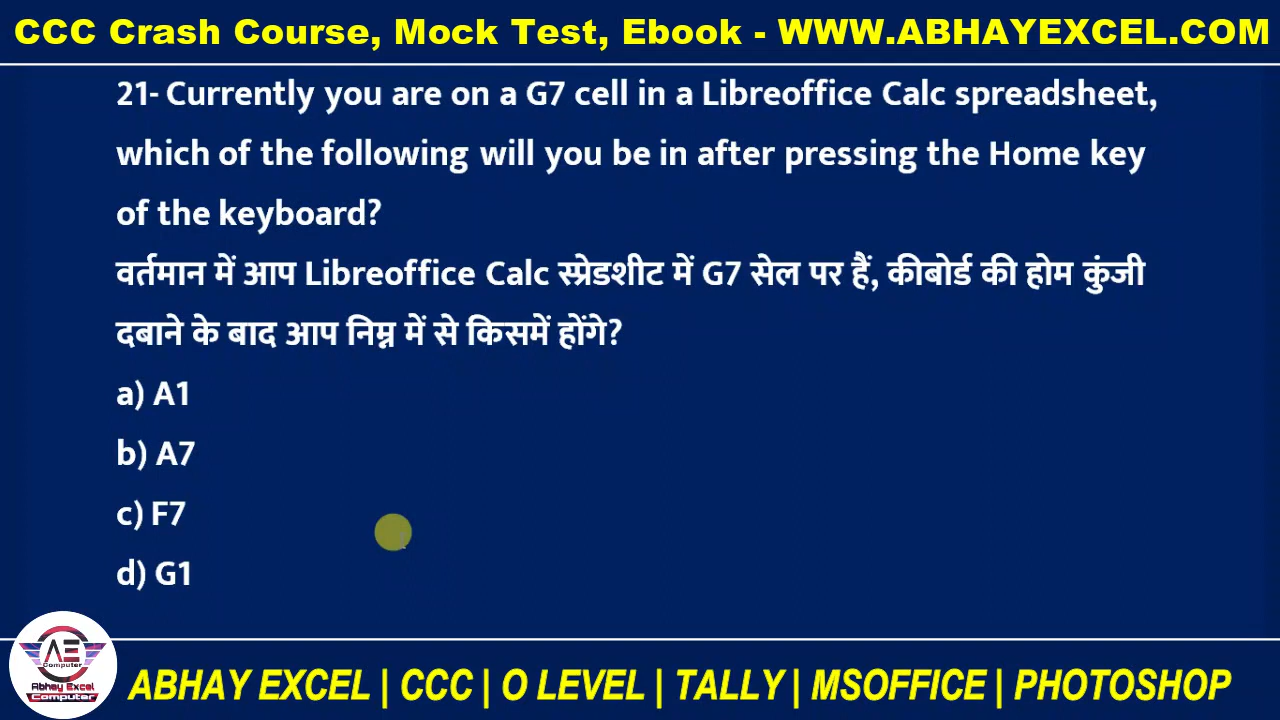 CCC Crash Course, Mock Test, Ebook - WWW.ABHAYEXCEL.COM
21- Currently you are on a G7 cell in a Libreoffice Calc spreadsheet,
which of the following will you be in after pressing the Home key
of the keyboard?
वर्तमान में आप Libreoffice Calc स्प्रेडशीट में G7 सेल पर हैं, कीबोर्ड की होम कुंजी
दबाने के बाद आप निम्न में से किसमें होंगे?
a) A1
b) A7
c) F7
d) G1
AE
Computer
Abhay Excel
Computer
ABHAY EXCEL | CCC | O LEVEL | TALLY | MSOFFICE | PHOTOSHOP